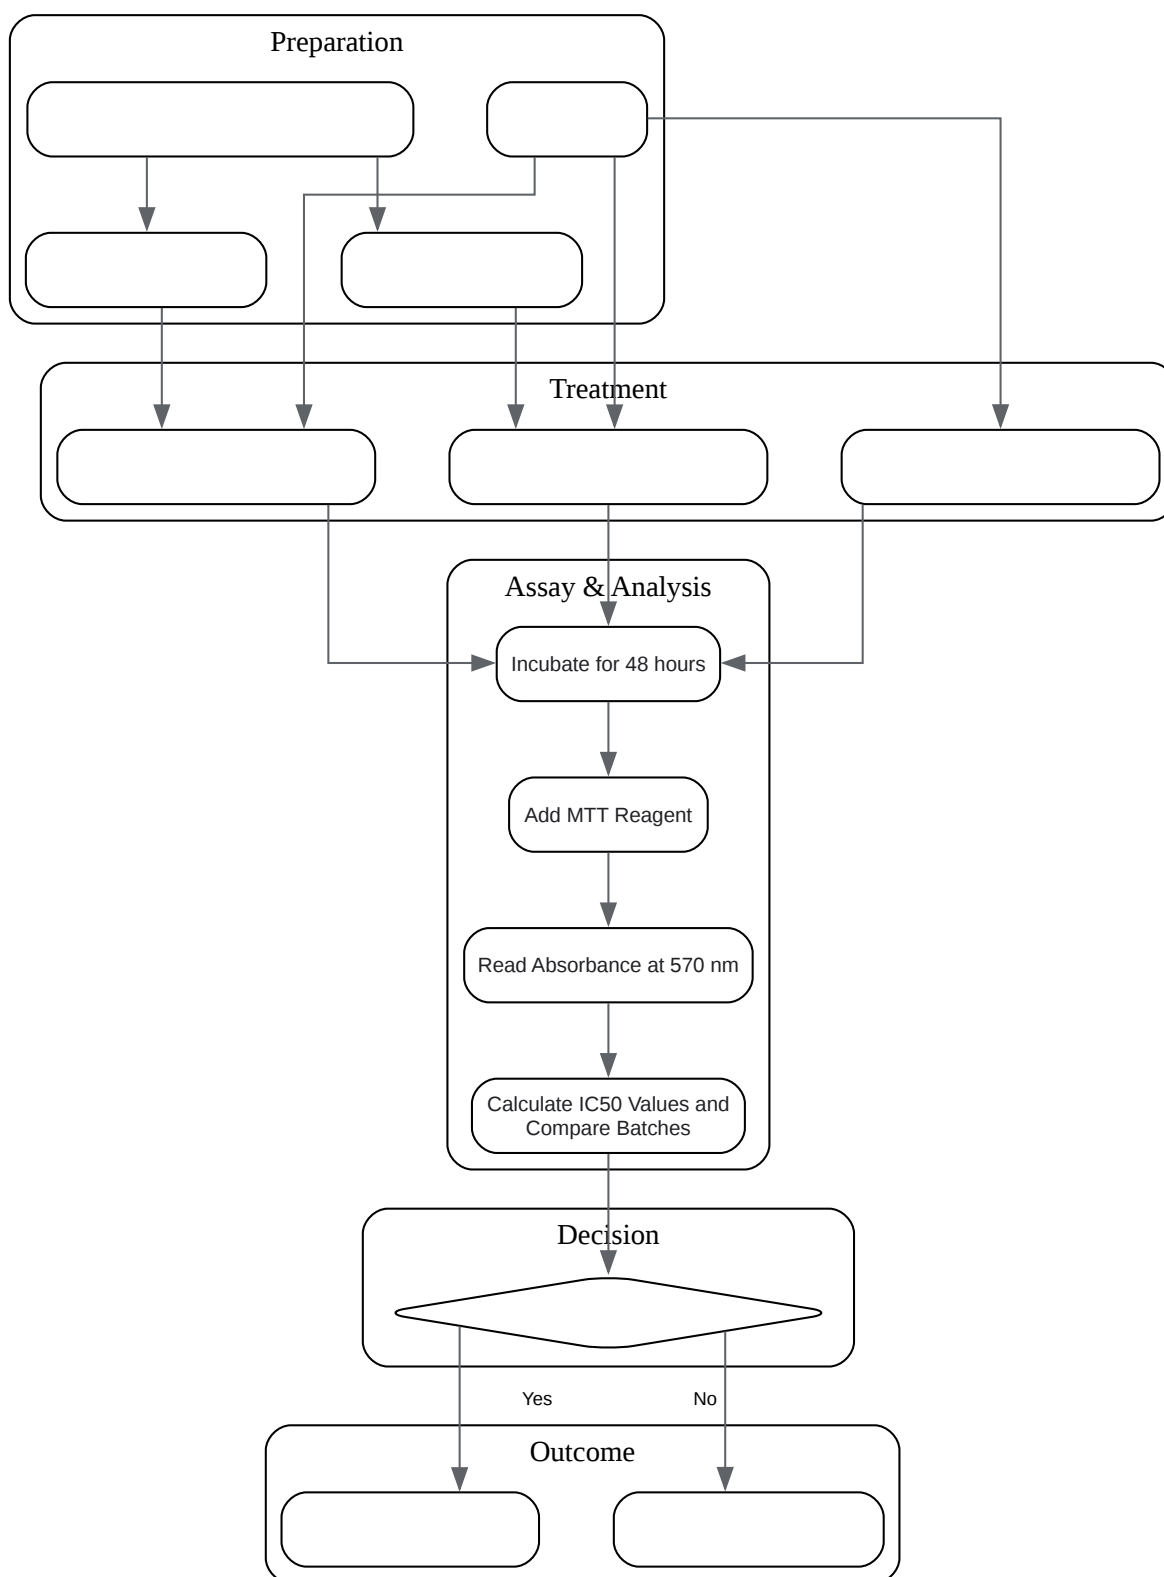 Preparation
Treatment
Assay & Analysis
Incubate for 48 hours
Add MTT Reagent
Read Absorbance at 570 nm
Calculate IC50 Values and
Compare Batches
Decision
Yes
No
Outcome